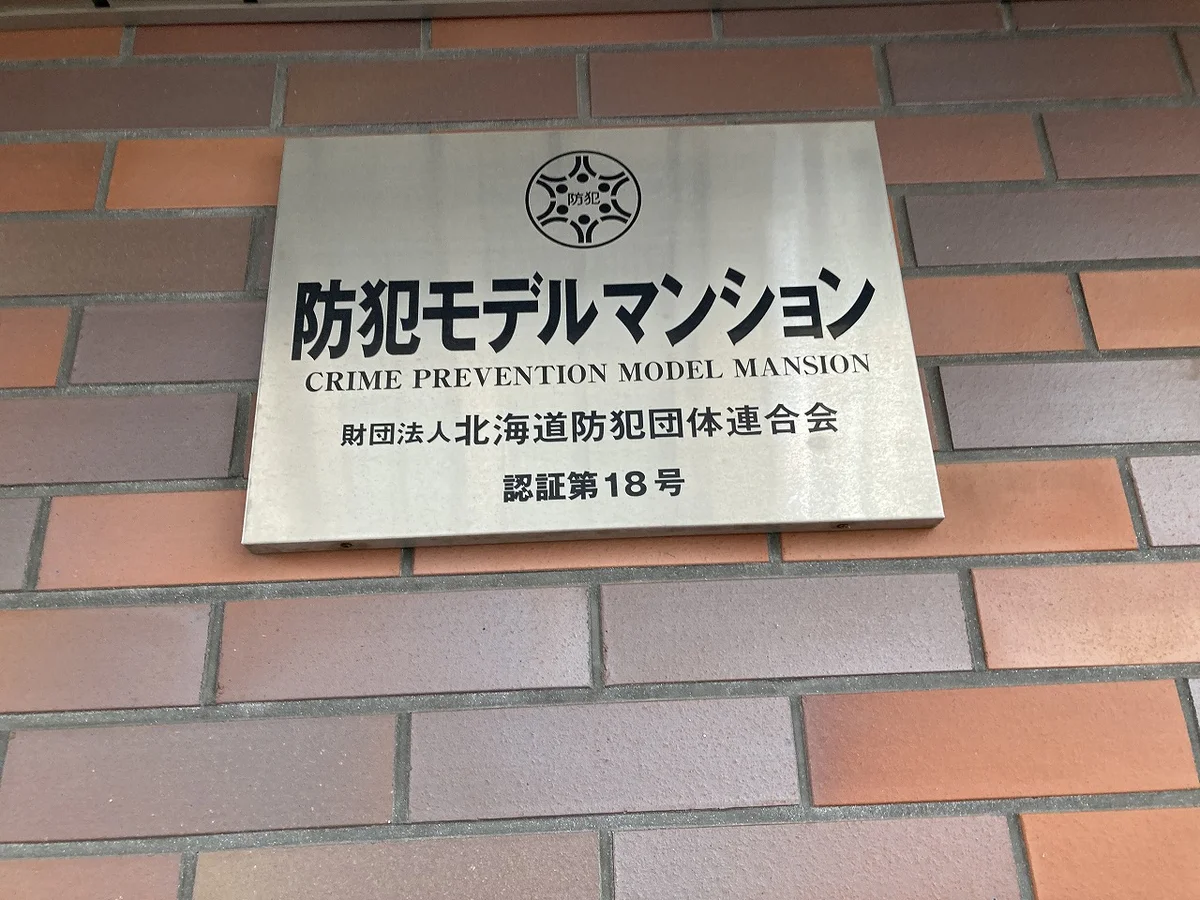 防犯
防犯モデルマンション
CRIME PREVENTION MODEL MANSION
財団法人北海道防犯団体連合会
認証第18号